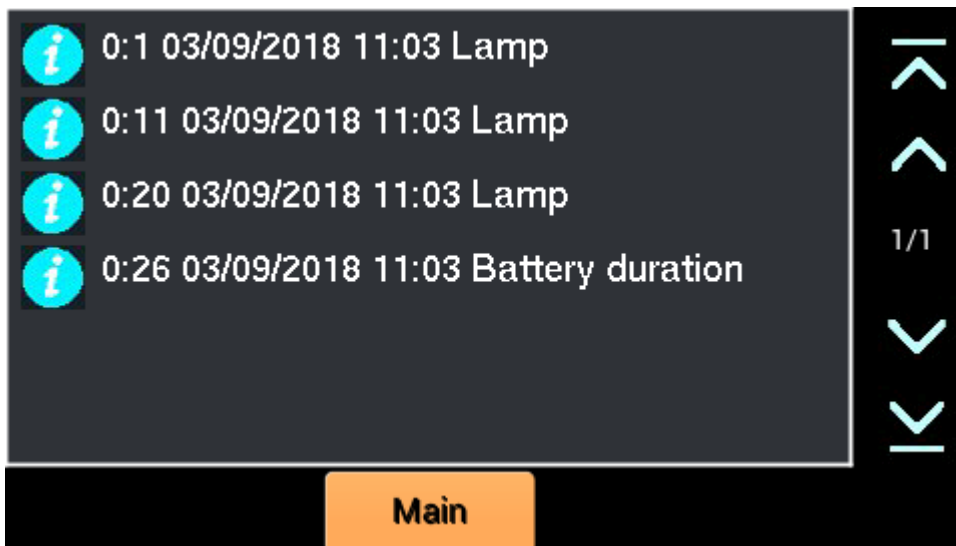 0:1 03/09/2018 11:03 Lamp
0:11 03/09/2018 11:03 Lamp
0:20 03/09/2018 11:03 Lamp
1/1
0:26 03/09/2018 11:03 Battery duration
Main